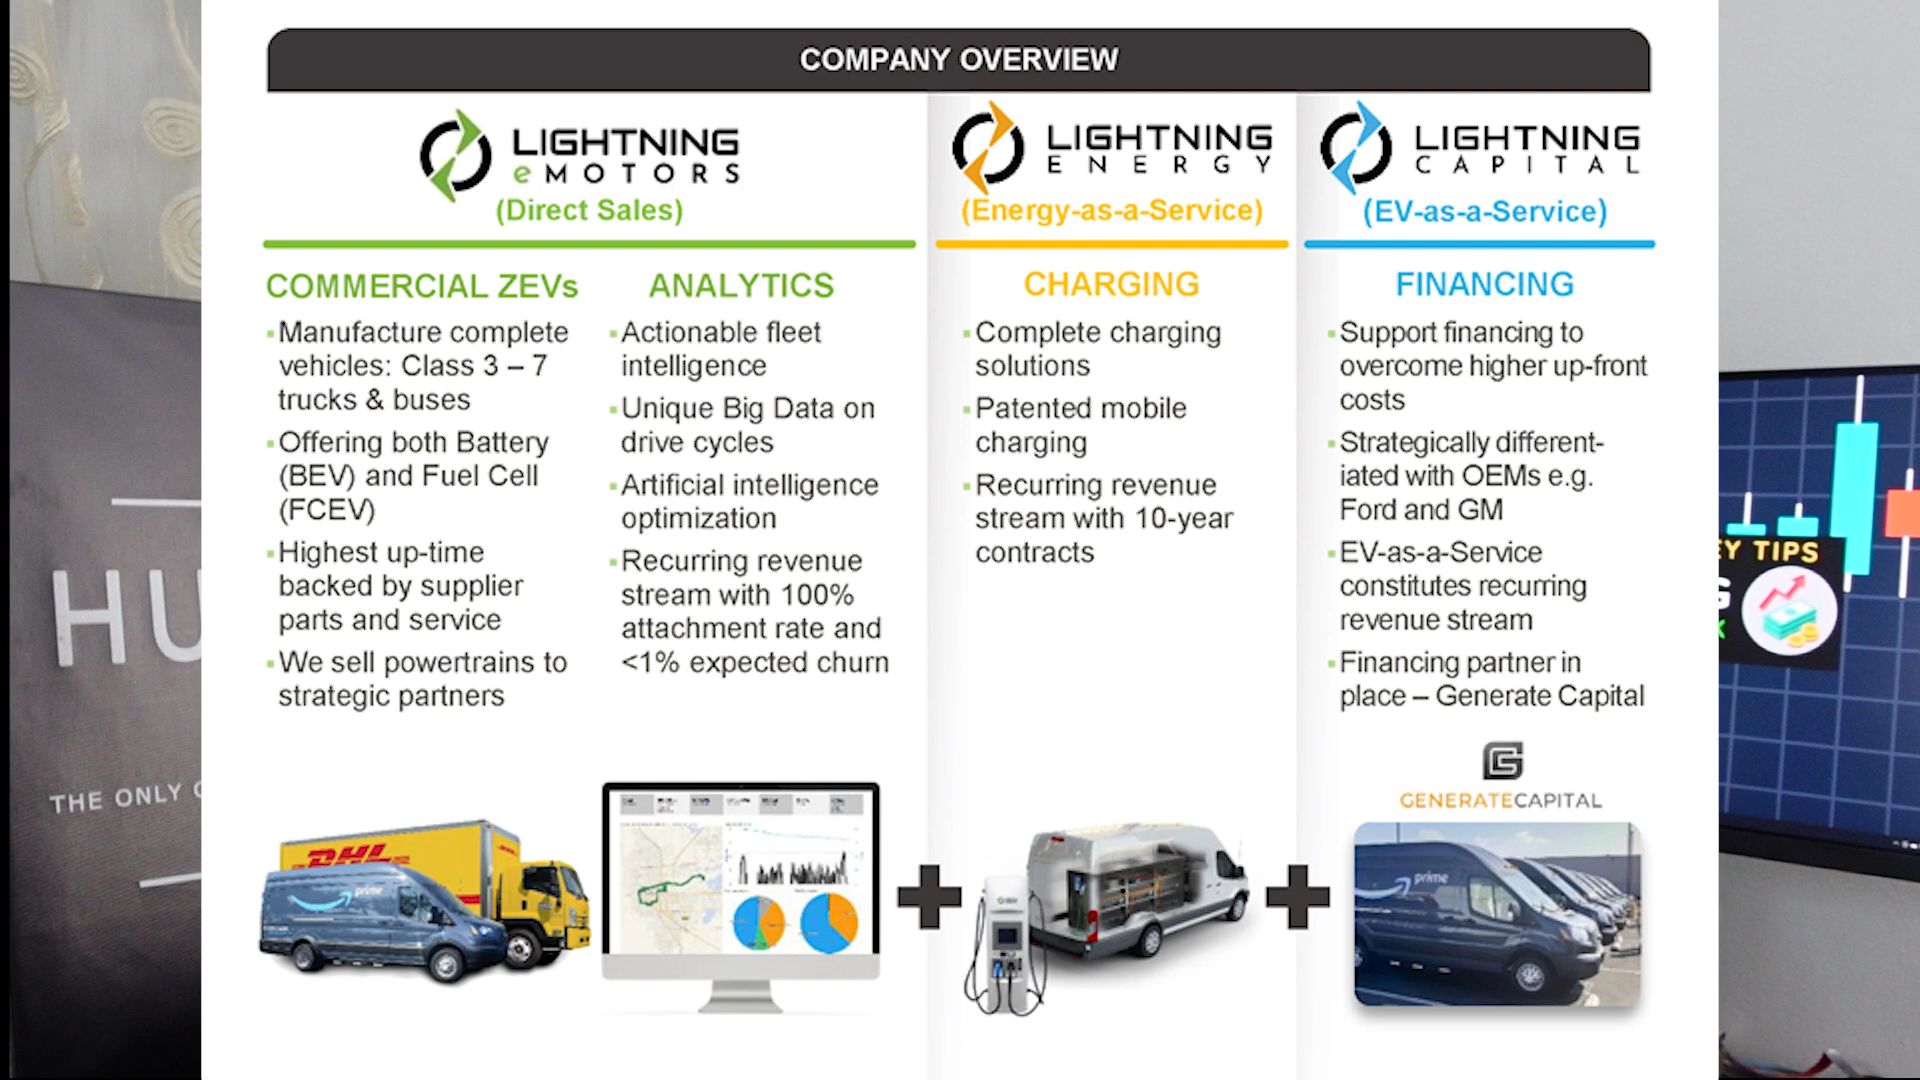 COMPANY OVERVIEW
LIGHTNING
eMOTORS
(Direct Sales)
LIGHTNING
ENERGY
(Energy-as-a-Service)
LIGHTNING
CAPITAL
(EV-as-a-Service)
COMMERCIAL ZEVs
Manufacture complete
vehicles: Class 3 – 7
trucks & buses
Offering both Battery
(BEV) and Fuel Cell
(FCEV)
Highest up-time
backed by supplier
parts and service
We sell powertrains to
strategic partners
ANALYTICS
Actionable fleet
intelligence
Unique Big Data on
drive cycles
Artificial intelligence
optimization
Recurring revenue
stream with 100%
attachment rate and
<1% expected churn
CHARGING
Complete charging
solutions
Patented mobile
charging
Recurring revenue
stream with 10-year
contracts
FINANCING
Support financing to
overcome higher up-front
costs
Strategically different-
iated with OEMs e.g.
Ford and GM
EV-as-a-Service
constitutes recurring
revenue stream
Financing partner in
place – Generate Capital
GENERATECAPITAL
DHL
prime
prime
HU
THE ONLY
TIPS